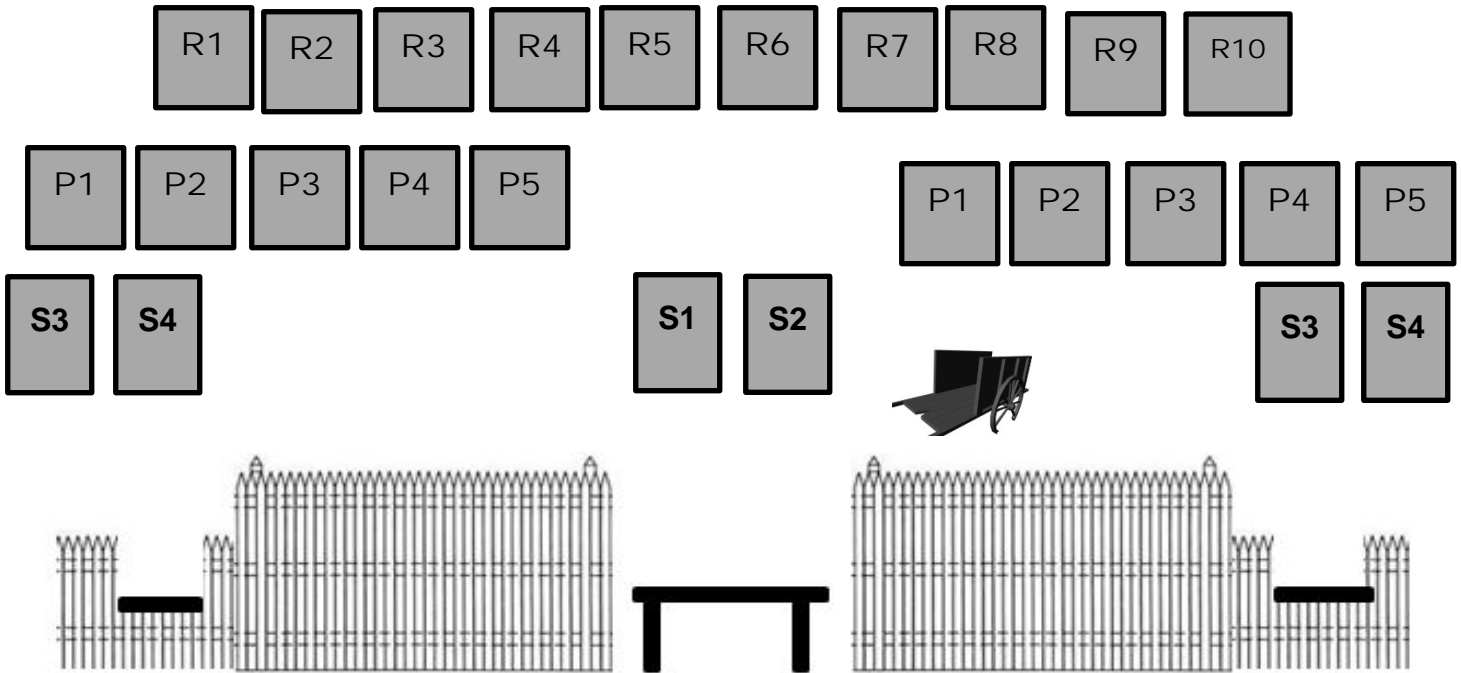 R1 R2 R3 R4 R5 R6 R7 R8 R9 R10
P1 P2 P3 P4 P5 P1 P2 P3 P4 P5
S3 S4 S1 S2 S3 S4